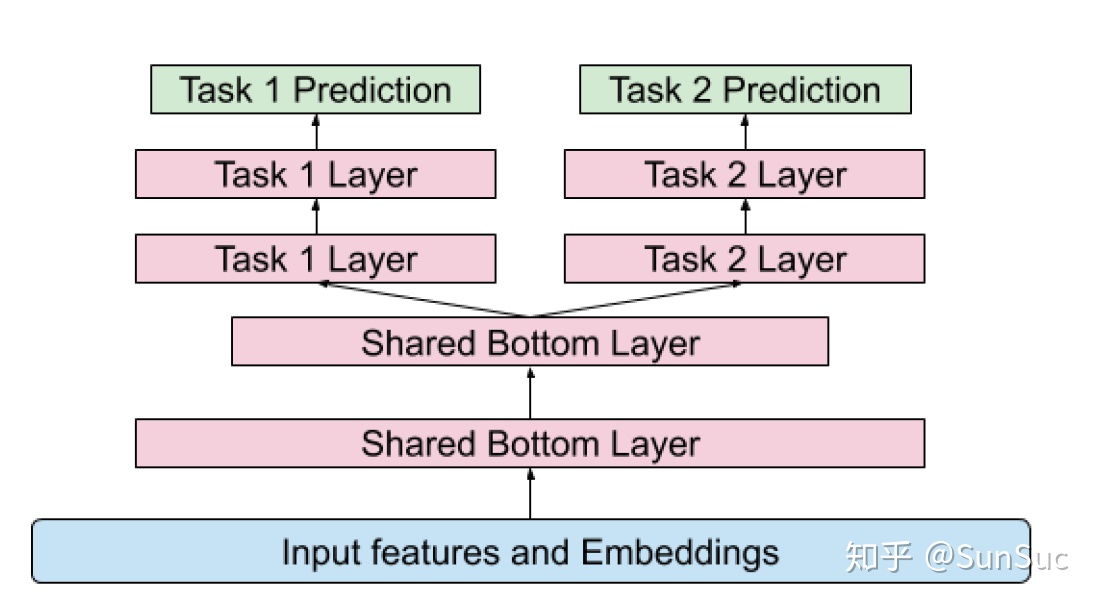 Task 1 Prediction
Task 2 Prediction
Task 1 Layer
Task 2 Layer
Task 1 Layer
Task 2 Layer
Shared Bottom Layer
Shared Bottom Layer
Input features and Embeddings
知乎 @SunSuc